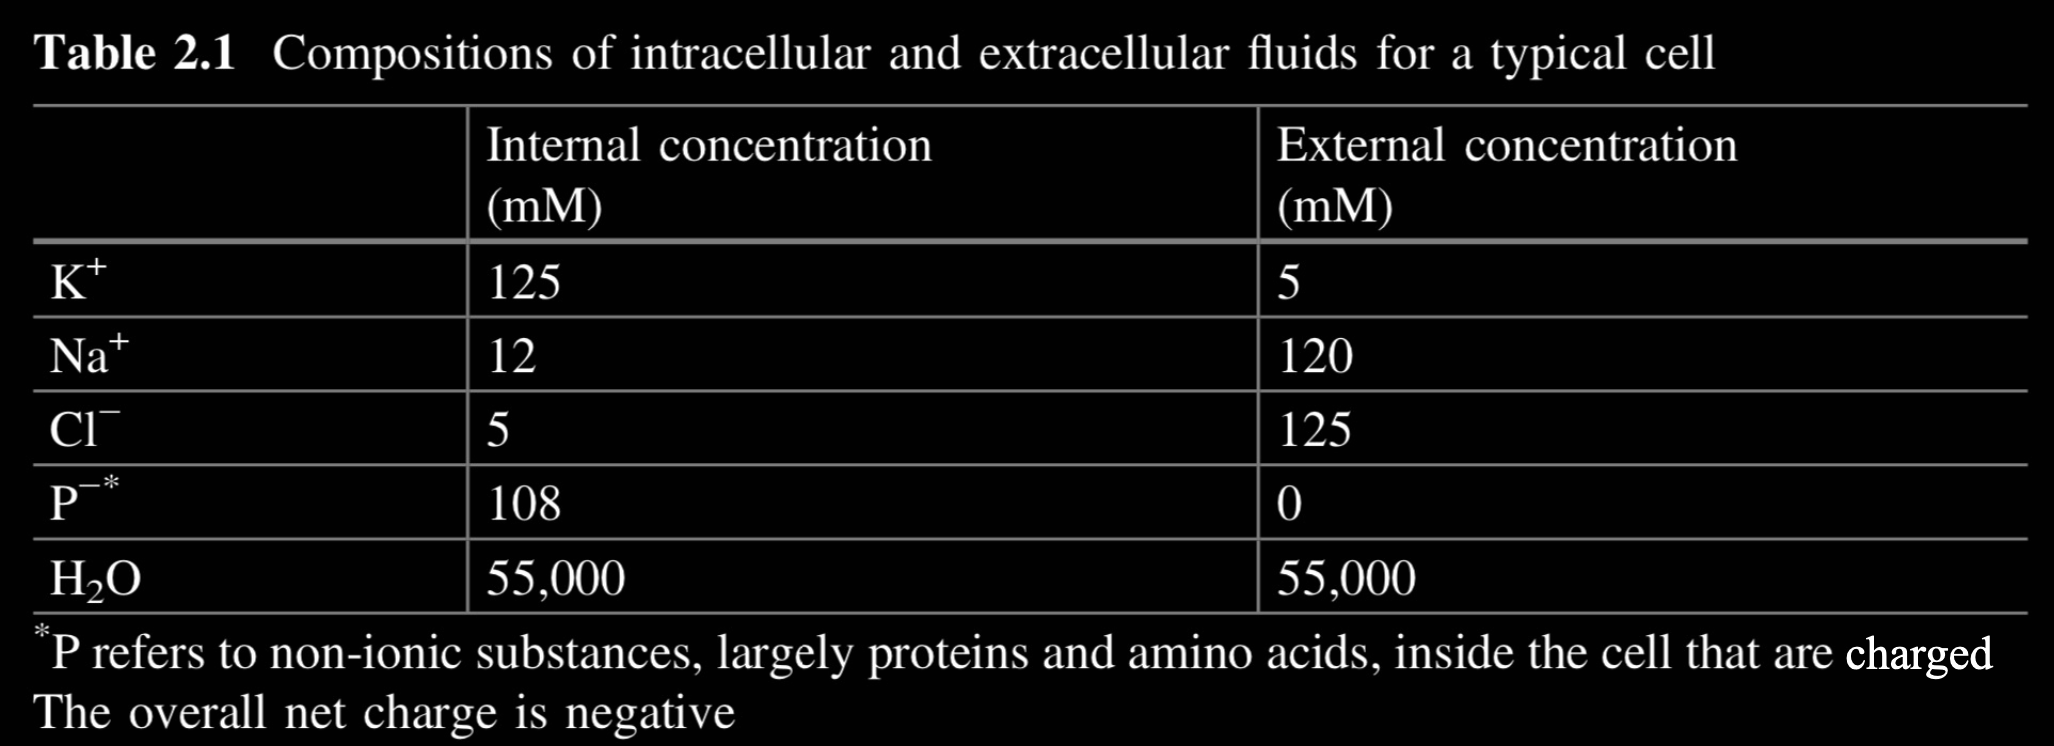 Table 2.1 Compositions of intracellular and extracellular fluids for a typical cell
Internal concentration (mM) External concentration (mM)
K⁺ 125 5
Na⁺ 12 120
Cl⁻ 5 125
P⁻* 108 0
H₂O 55,000 55,000
*P refers to non-ionic substances, largely proteins and amino acids, inside the cell that are charged
The overall net charge is negative